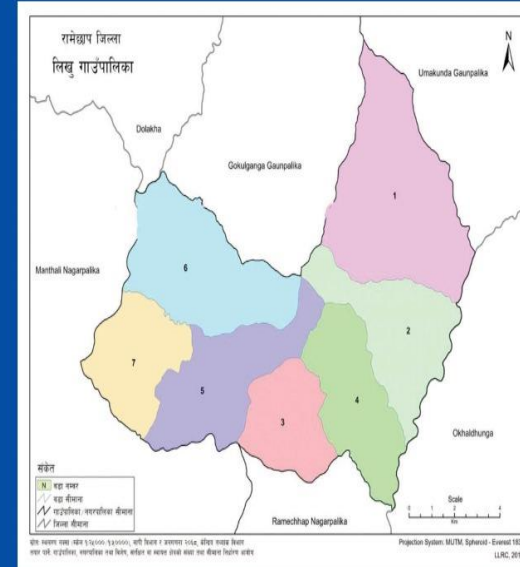 रामेछाप जिल्ला
लिखु गाउँपालिका
N
Umakunda Gaunpalika
Dolakha
Gokulganga Gaunpalika
1
Manthali Nagarpalika
6
2
7
5
4
3
Okhaldhunga
Ramechhap Nagarpalika
संकेत
N वडा नम्बर
वडा सीमाना
गाउँपालिका/नगरपालिका सीमाना
जिल्ला सीमाना
Scale
Projection System: MUTM, Spheroid - Everest 183
LLRC, 201